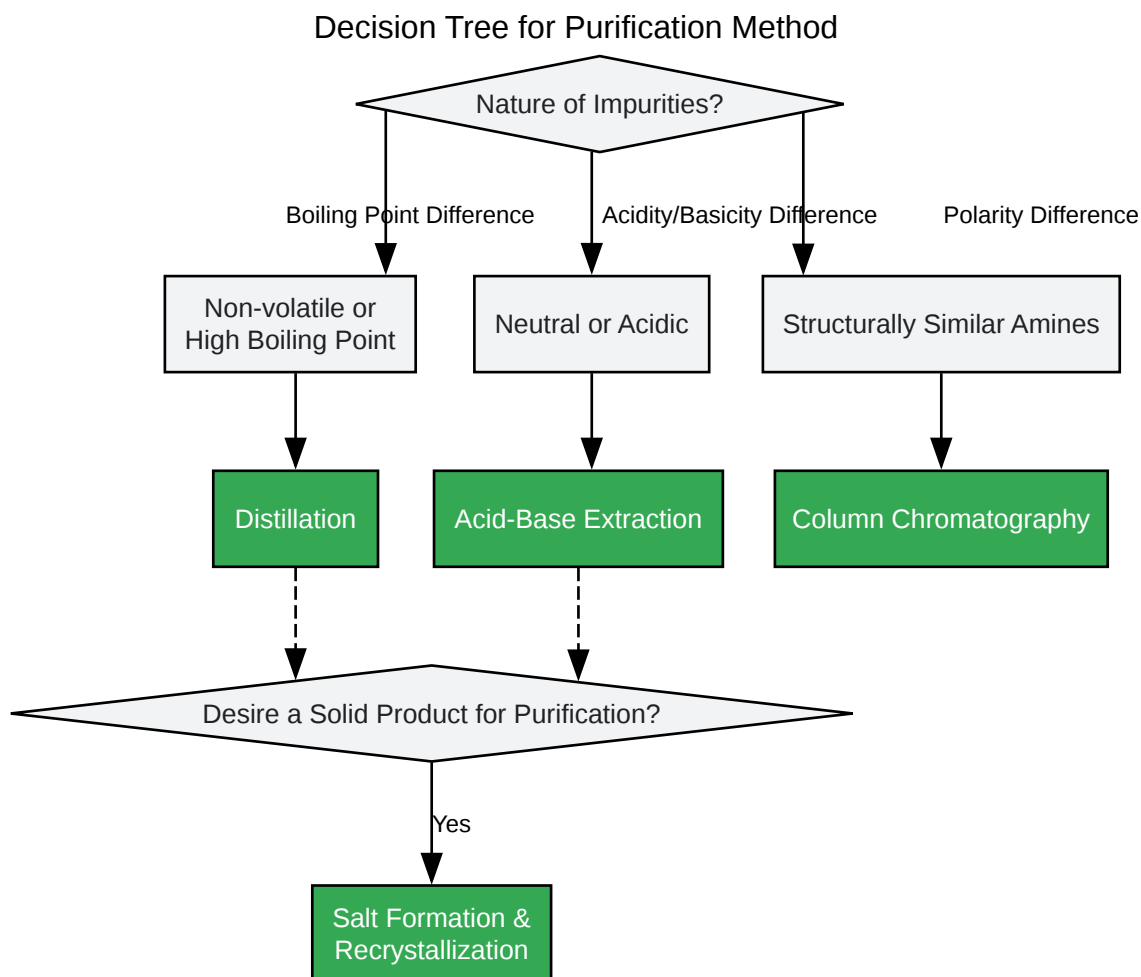 Decision Tree for Purification Method
Nature of Impurities?
Boiling Point Difference
Acidity/Basicity Difference
Polarity Difference
Non-volatile or
High Boiling Point
Neutral or Acidic
Structurally Similar Amines
Distillation
Acid-Base Extraction
Column Chromatography
Desire a Solid Product for Purification?
Yes
Salt Formation &
Recrystallization